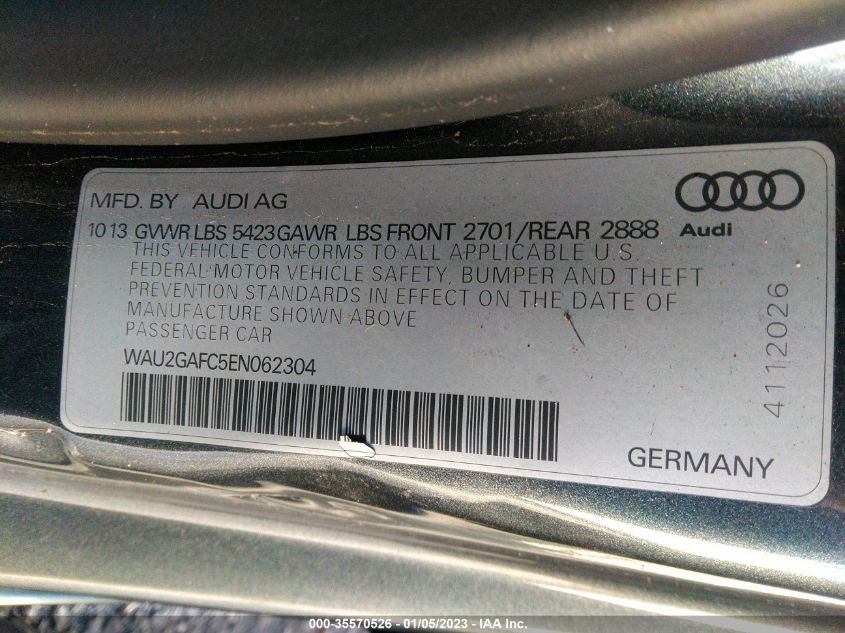 MFD. BY AUDI AG
1013 GVWR LBS 5423 GAWR LBS FRONT 2701/REAR 2888
Audi
THIS VEHICLE CONFORMS TO ALL APPLICABLE U.S.
FEDERAL MOTOR VEHICLE SAFETY, BUMPER AND THEFT
PREVENTION STANDARDS IN EFFECT ON THE DATE OF
MANUFACTURE SHOWN ABOVE
PASSENGER CAR
WAU2GAFC5EN062304
4112026
GERMANY
000-35570526 - 01/05/2023 - IAA Inc.